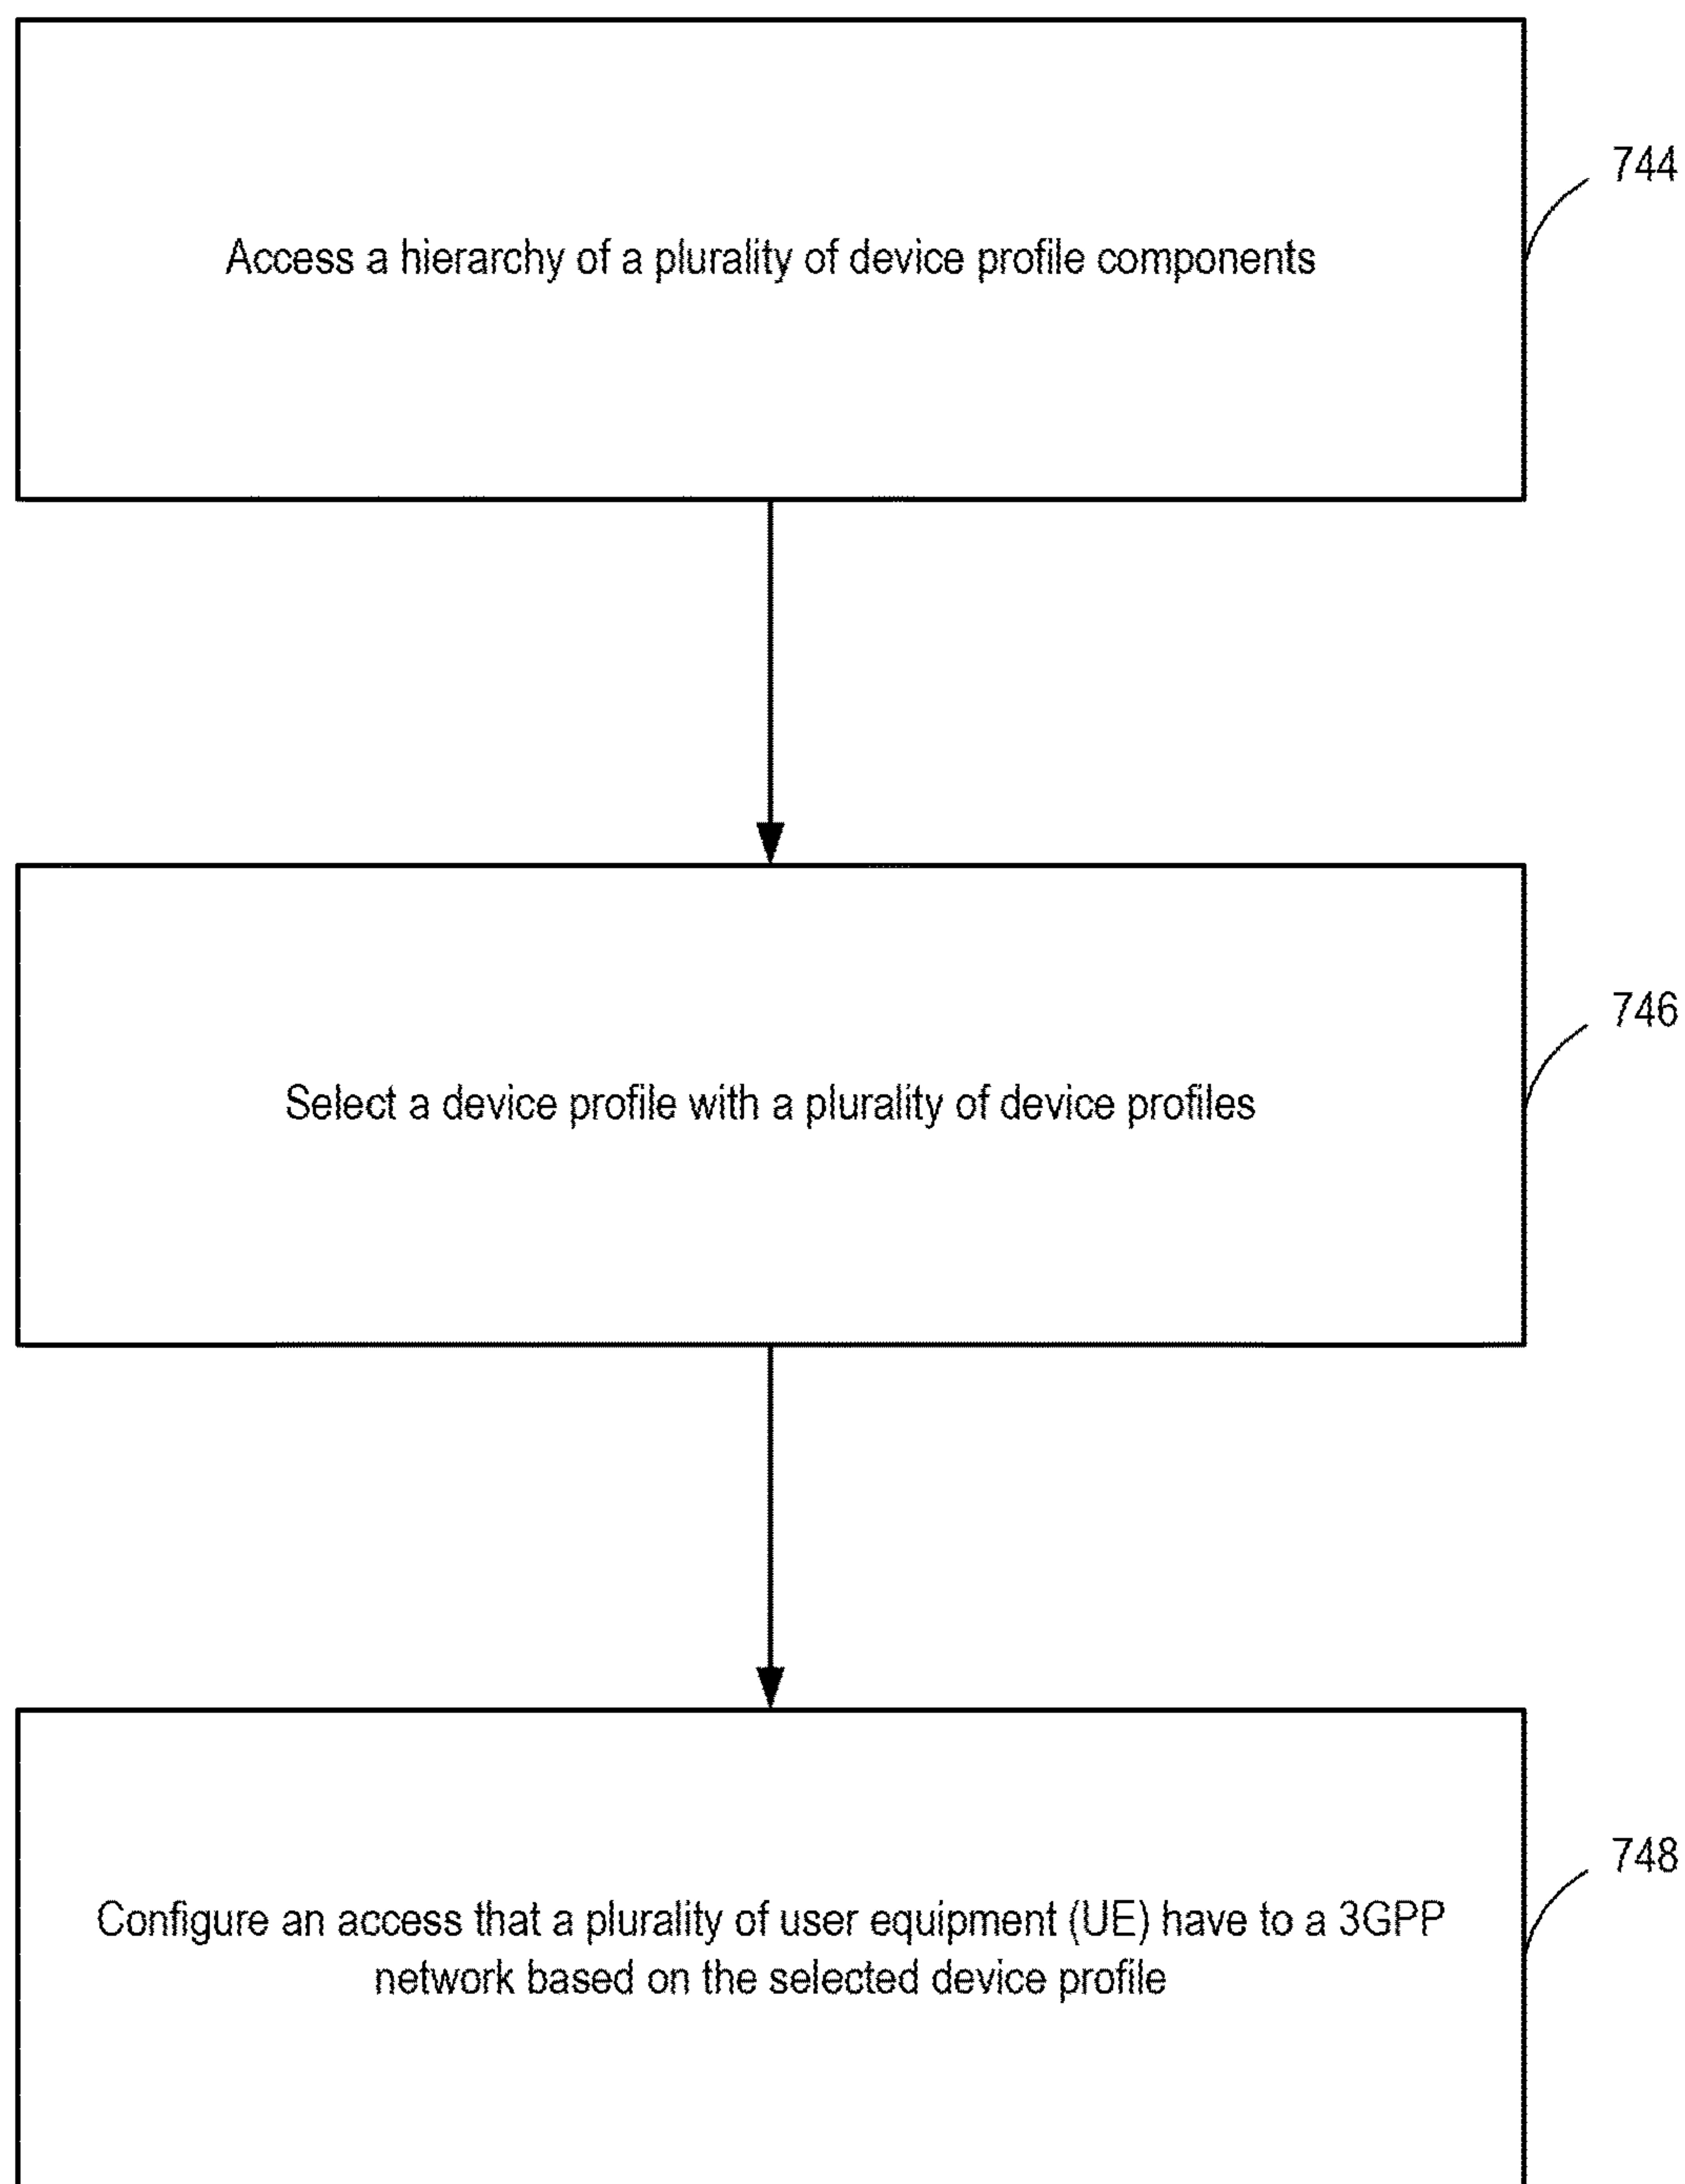 744
Access a hierarchy of a plurality of device profile components
746
Select a device profile with a plurality of device profiles
748
Configure an access that a plurality of user equipment (UE) have to a 3GPP
network based on the selected device profile